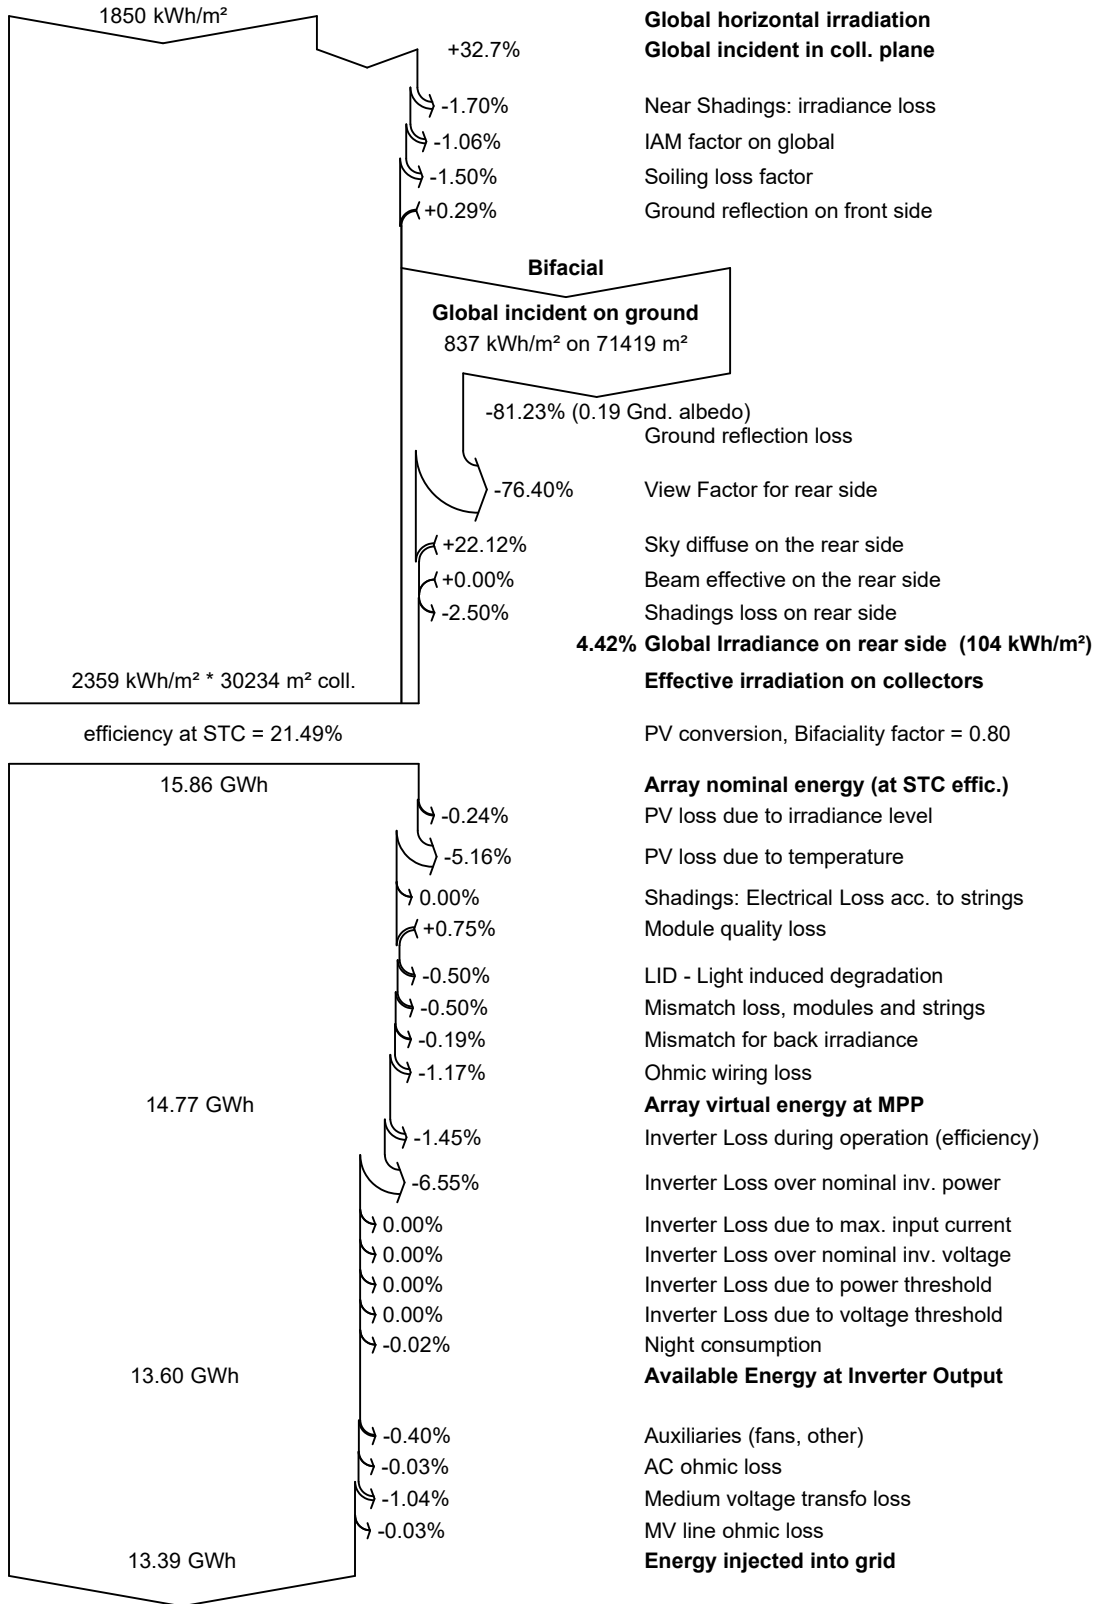 1850 kWh/m² Global horizontal irradiation
+32.7% Global incident in coll. plane
-1.70% Near Shadings: irradiance loss
-1.06% IAM factor on global
-1.50% Soiling loss factor
+0.29% Ground reflection on front side
Bifacial
Global incident on ground
837 kWh/m² on 71419 m²
-81.23% (0.19 Gnd. albedo)
Ground reflection loss
-76.40% View Factor for rear side
+22.12% Sky diffuse on the rear side
+0.00% Beam effective on the rear side
-2.50% Shadings loss on rear side
4.42% Global Irradiance on rear side (104 kWh/m²)
2359 kWh/m² * 30234 m² coll. Effective irradiation on collectors
efficiency at STC = 21.49% PV conversion, Bifaciality factor = 0.80
15.86 GWh Array nominal energy (at STC effic.)
-0.24% PV loss due to irradiance level
-5.16% PV loss due to temperature
0.00% Shadings: Electrical Loss acc. to strings
+0.75% Module quality loss
-0.50% LID - Light induced degradation
-0.50% Mismatch loss, modules and strings
-0.19% Mismatch for back irradiance
-1.17% Ohmic wiring loss
14.77 GWh Array virtual energy at MPP
-1.45% Inverter Loss during operation (efficiency)
-6.55% Inverter Loss over nominal inv. power
0.00% Inverter Loss due to max. input current
0.00% Inverter Loss over nominal inv. voltage
0.00% Inverter Loss due to power threshold
0.00% Inverter Loss due to voltage threshold
-0.02% Night consumption
13.60 GWh Available Energy at Inverter Output
-0.40% Auxiliaries (fans, other)
-0.03% AC ohmic loss
-1.04% Medium voltage transfo loss
-0.03% MV line ohmic loss
13.39 GWh Energy injected into grid